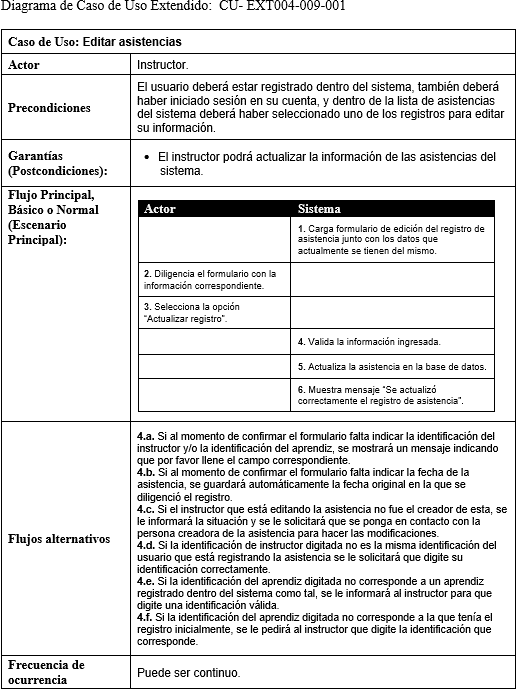 Diagrama de Caso de Uso Extendido:  CU- EXT004-009-001
Caso de Uso: Editar asistencias
Actor
Instructor.
Precondiciones
El usuario deberá estar registrado dentro del sistema, también deberá
haber iniciado sesión en su cuenta, y dentro de la lista de asistencias
del sistema deberá haber seleccionado uno de los registros para editar
su información.
Garantías
(Postcondiciones):
• El instructor podrá actualizar la información de las asistencias del
sistema.
Flujo Principal,
Básico o Normal
(Escenario
Principal):
Actor
Sistema
1. Carga formulario de edición del registro de
asistencia junto con los datos que
actualmente se tienen del mismo.
2. Diligencia el formulario con la
información correspondiente.
3. Selecciona la opción
“Actualizar registro”.
4. Valida la información ingresada.
5. Actualiza la asistencia en la base de datos.
6. Muestra mensaje “Se actualizó
correctamente el registro de asistencia”.
Flujos alternativos
4.a. Si al momento de confirmar el formulario falta indicar la identificación del
instructor y/o la identificación del aprendiz, se mostrará un mensaje indicando
que por favor llene el campo correspondiente.
4.b. Si al momento de confirmar el formulario falta indicar la fecha de la
asistencia, se guardará automáticamente la fecha original en la que se
diligenció el registro.
4.c. Si el instructor que está editando la asistencia no fue el creador de esta, se
le informará la situación y se le solicitará que se ponga en contacto con la
persona creadora de la asistencia para hacer las modificaciones.
4.d. Si la identificación de instructor digitada no es la misma identificación del
usuario que está registrando la asistencia se le solicitará que digite su
identificación correctamente.
4.e. Si la identificación del aprendiz digitada no corresponde a un aprendiz
registrado dentro del sistema como tal, se le informará al instructor para que
digite una identificación válida.
4.f. Si la identificación del aprendiz digitada no corresponde a la que tenía el
registro inicialmente, se le pedirá al instructor que digite la identificación que
corresponde.
Frecuencia de
ocurrencia
Puede ser continuo.